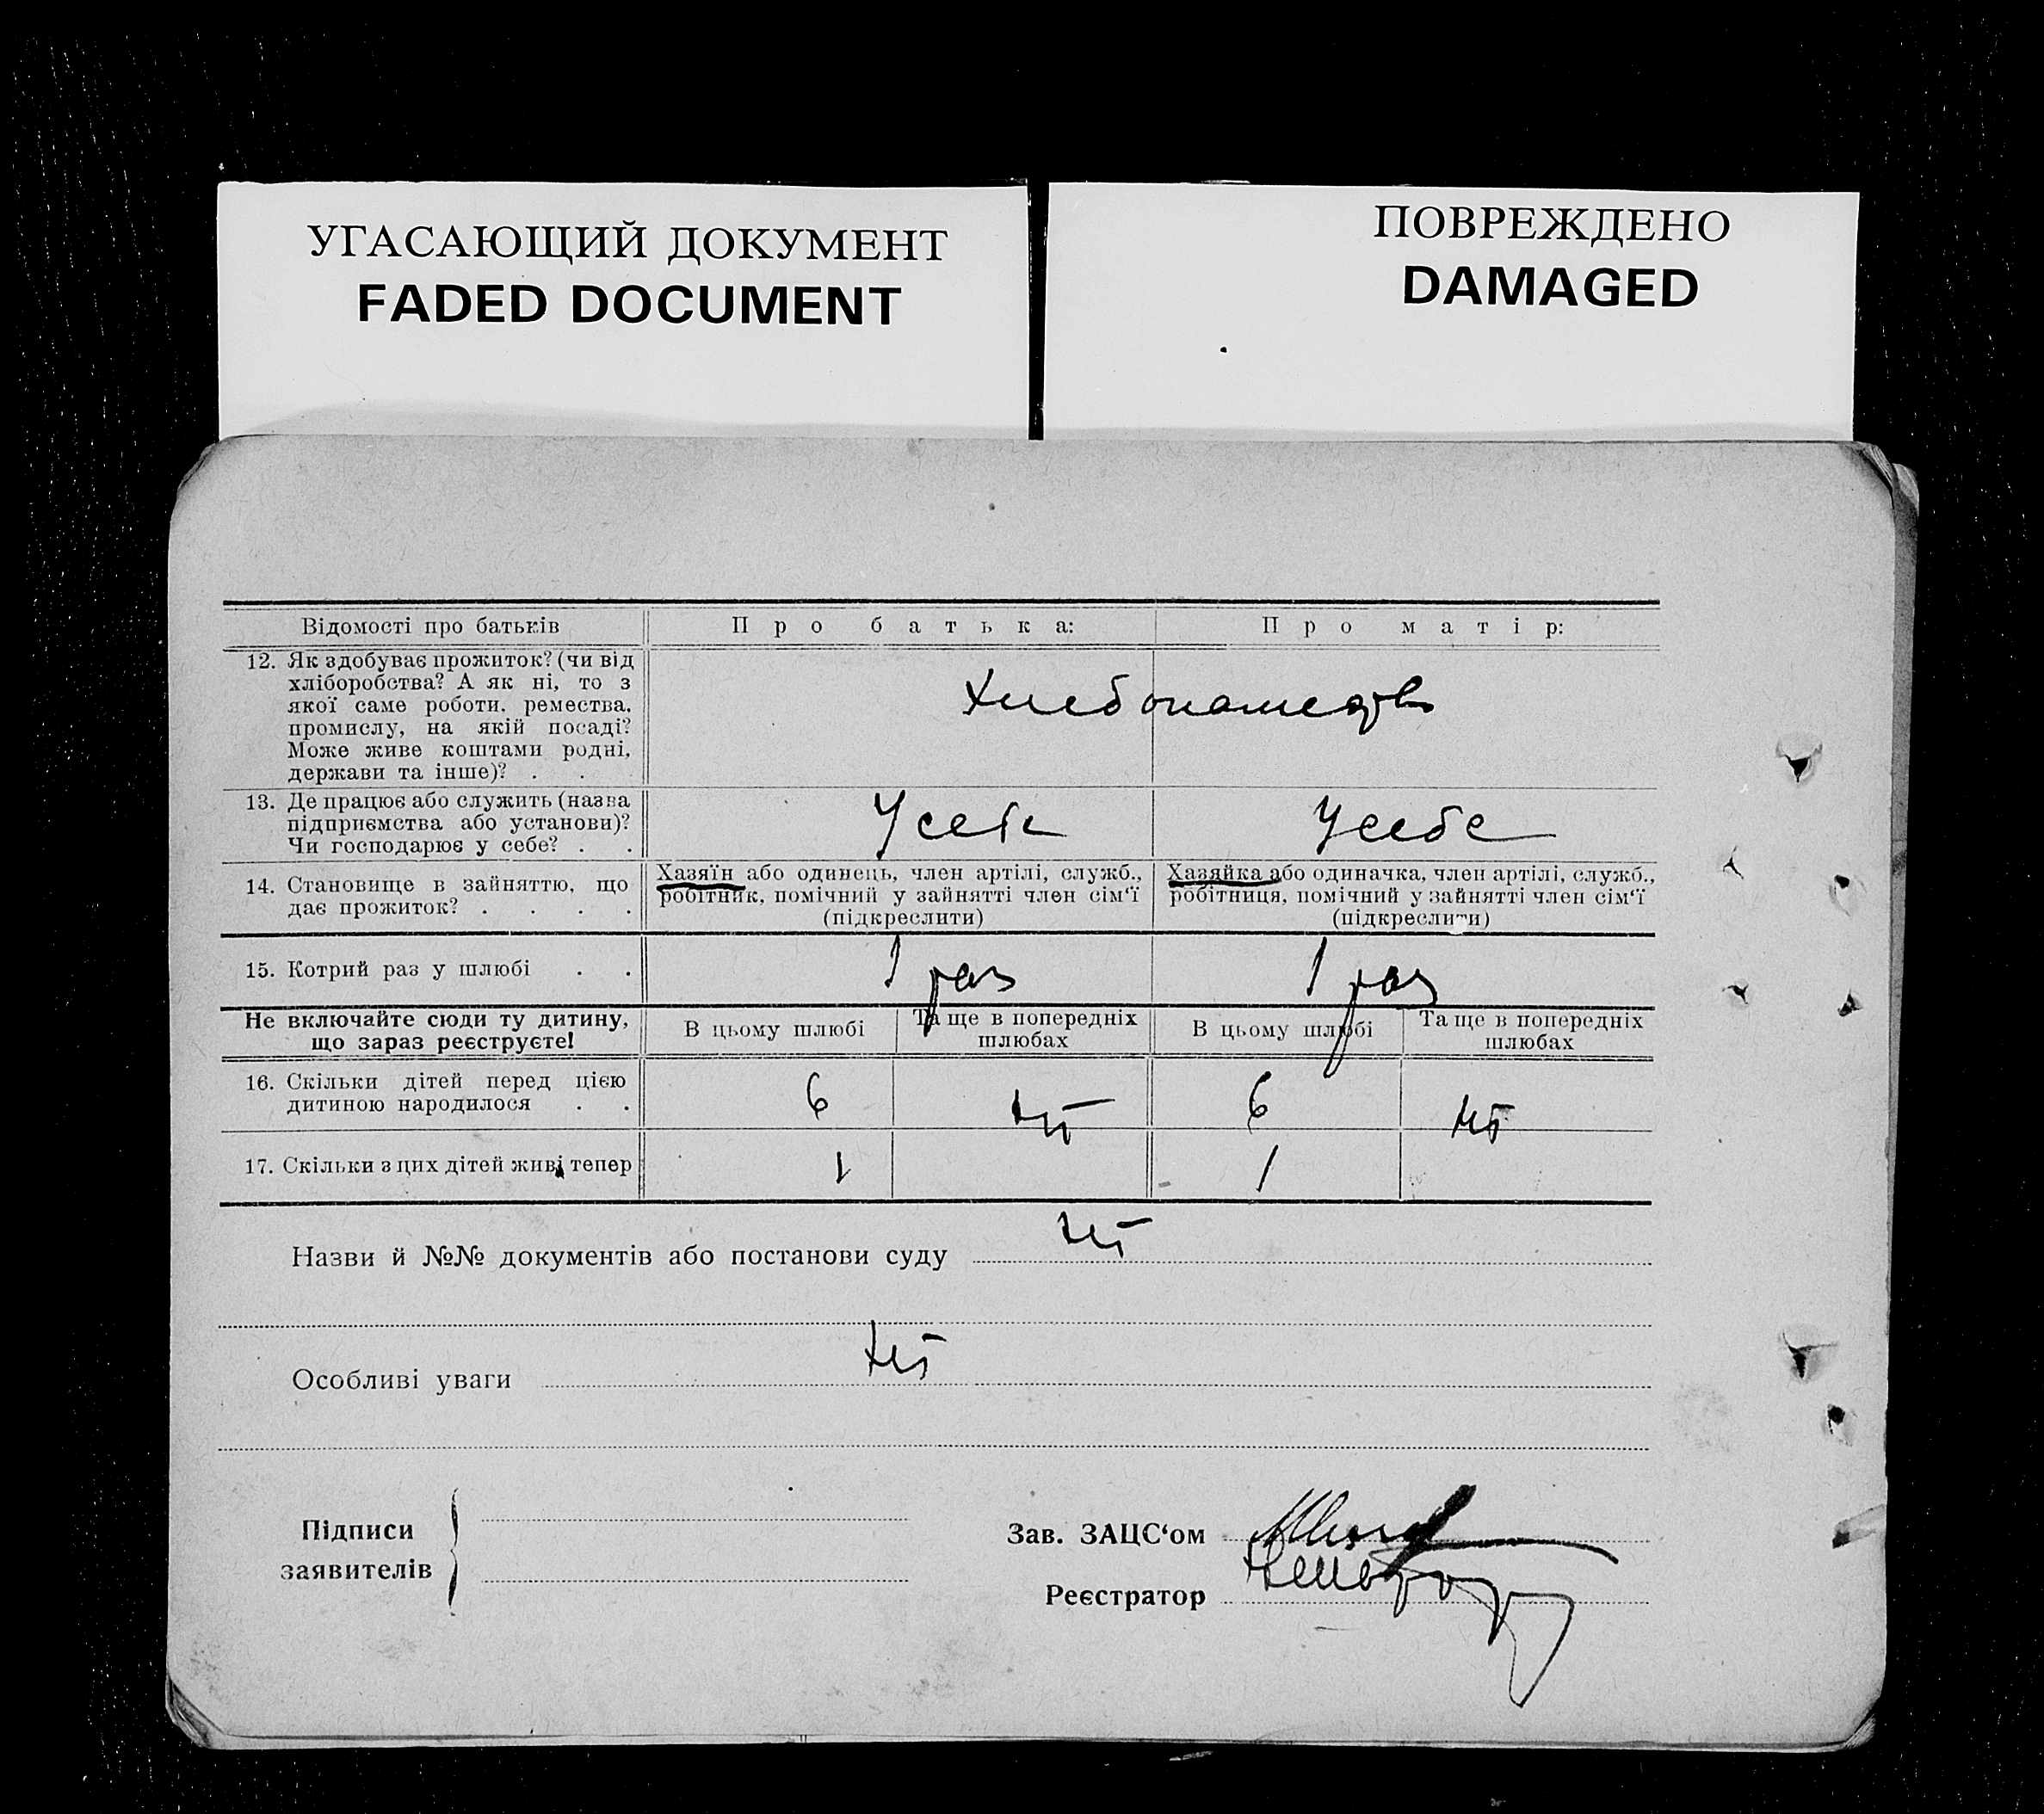 УГАСАЮЩИЙ ДОКУМЕНТ
FADED DOCUMENT
ПОВРЕЖДЕНО
DAMAGED
Відомості про батьків
Про батька:
Про матір:
12. Як здобуває прожиток? (чи від
хліборобства? А як ні, то з
якої саме роботи, ремества,
промислу, на якій посаді?
Може живе коштами родні,
держави та інше)? . .
Хлебопашеств
13. Де працює або служить (назва
підприємства або установи)?
Чи господарює у себе? . .
У себе
У себе
14. Становище в зайняттю, що
дає прожиток? . . . .
Хазяїн або одинець, член артілі, служб.,
робітник, помічний у зайнятті член сім‘ї
(підкреслити)
Хазяйка або одиначка, член артілі, служб.,
робітниця, помічний у зайнятті член сім‘ї
(підкреслити)
15. Котрий раз у шлюбі . .
1 раз
1 раз
Не включайте сюди ту дитину,
що зараз реєструєте!
В цьому шлюбі
Та ще в попередніх
шлюбах
В цьому шлюбі
Та ще в попередніх
шлюбах
16. Скільки дітей перед цією
дитиною народилося . .
6
нет
6
нет
17. Скільки з цих дітей живі тепер
1
1
Назви й №№ документів або постанови суду нет
Особливі уваги нет
Підписи
заявителів
Зав. ЗАЦС‘ом
Реєстратор